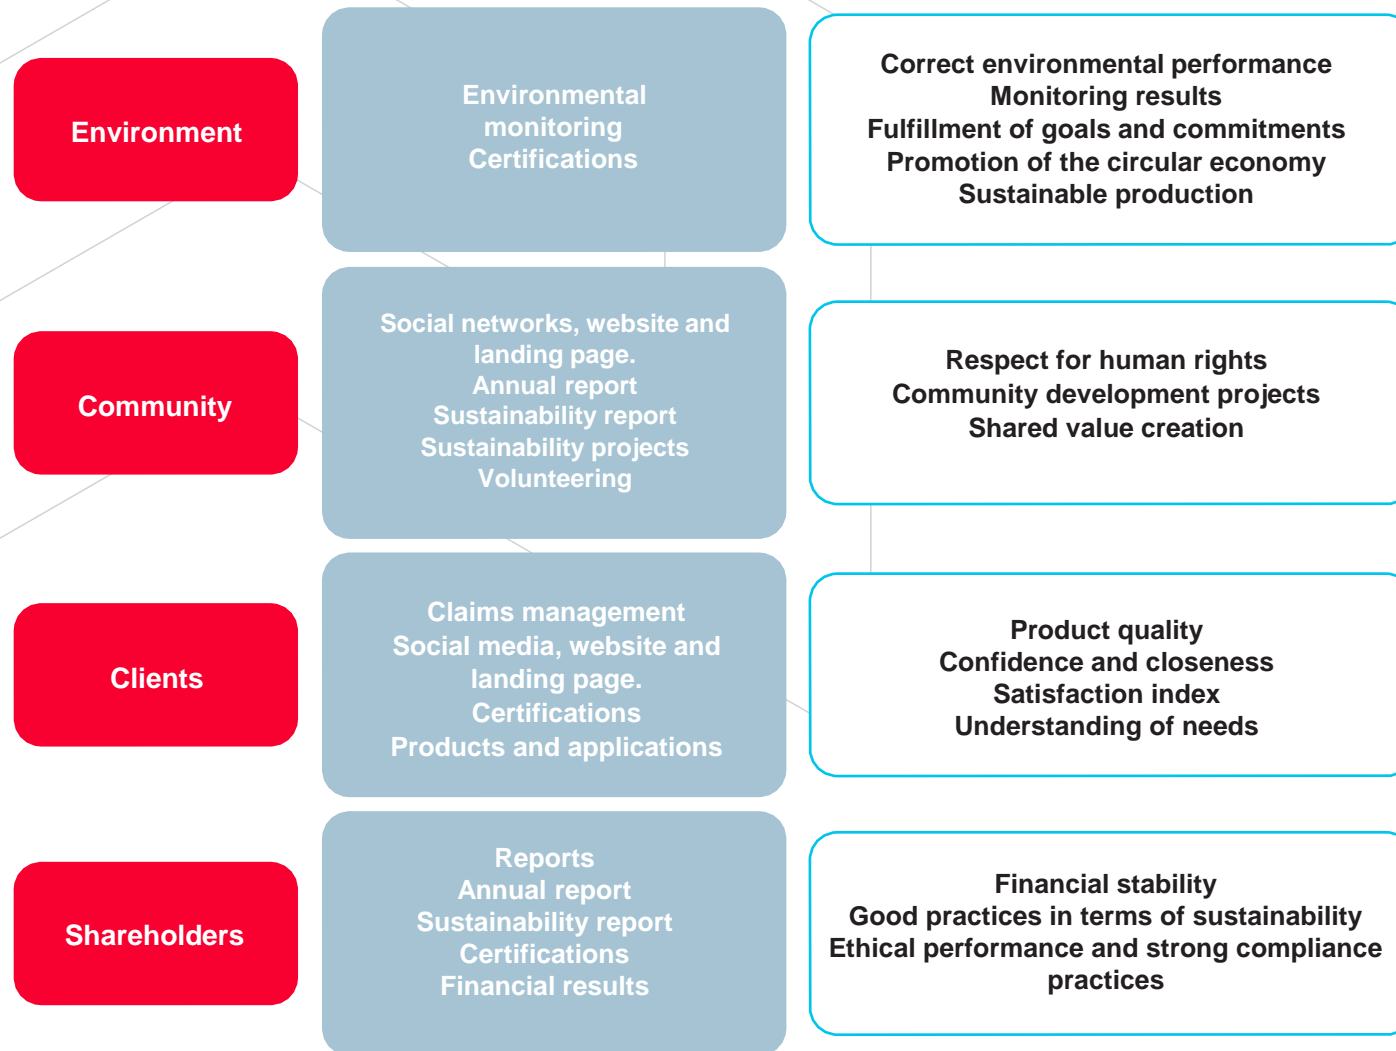 Environment
Environmental
monitoring
Certifications
Correct environmental performance
Monitoring results
Fulfillment of goals and commitments
Promotion of the circular economy
Sustainable production
Community
Social networks, website and
landing page.
Annual report
Sustainability report
Sustainability projects
Volunteering
Respect for human rights
Community development projects
Shared value creation
Clients
Claims management
Social media, website and
landing page.
Certifications
Products and applications
Product quality
Confidence and closeness
Satisfaction index
Understanding of needs
Shareholders
Reports
Annual report
Sustainability report
Certifications
Financial results
Financial stability
Good practices in terms of sustainability
Ethical performance and strong compliance
practices